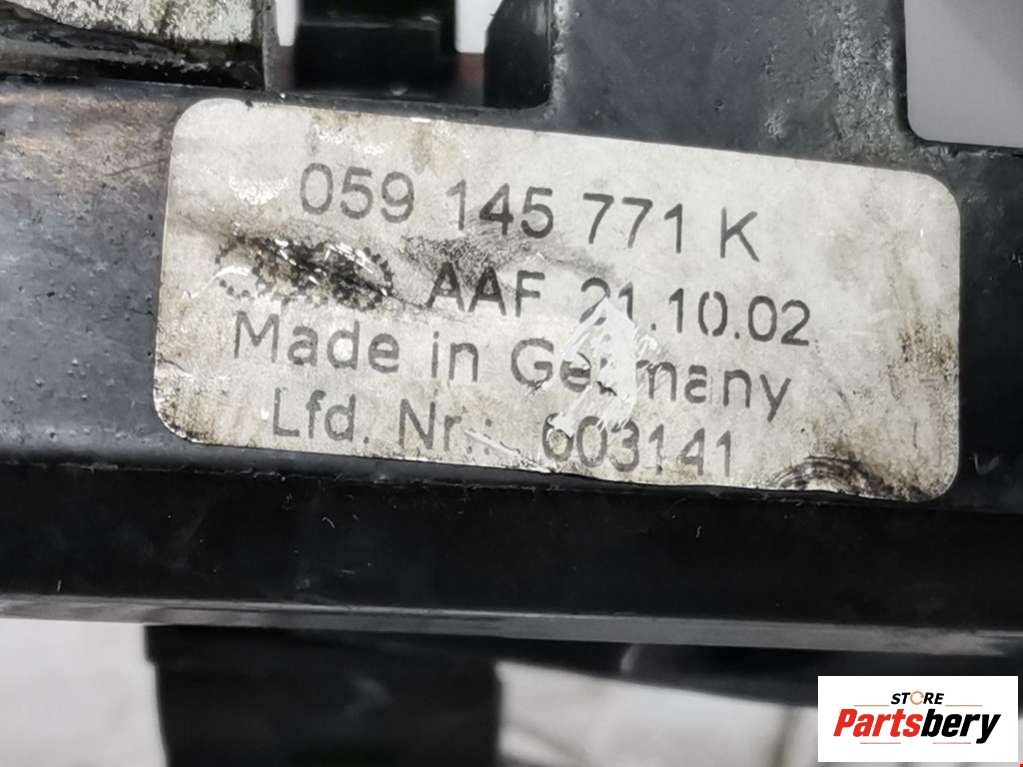 059 145 771 K
AAF 21.10.02
Made in Germany
Lfd. Nr.: 603141
STORE
Partsbery